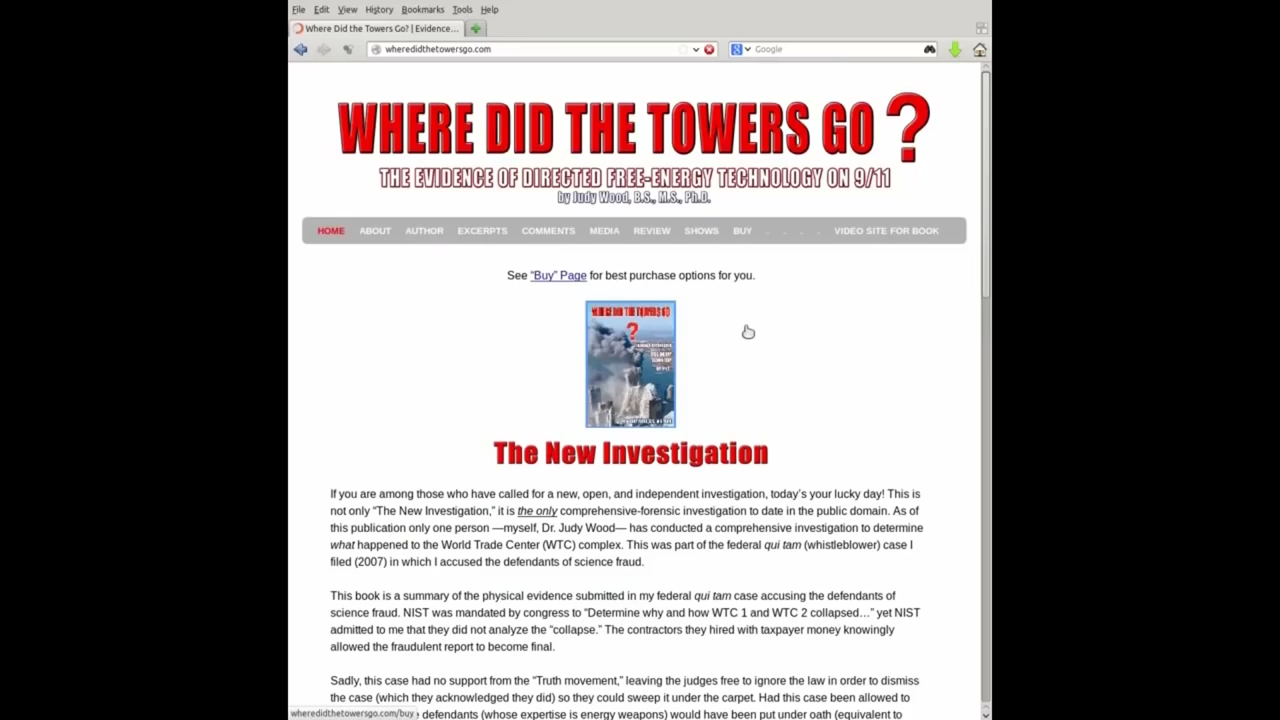 File Edit View History Bookmarks Tools Help
Where Did the Towers Go? | Evidence...
wheredidthetowersgo.com
Google
WHERE DID THE TOWERS GO?
THE EVIDENCE OF DIRECTED FREE-ENERGY TECHNOLOGY ON 9/11
by Judy Wood, B.S., M.S., Ph.D.
HOME ABOUT AUTHOR EXCERPTS COMMENTS MEDIA REVIEW SHOWS BUY . . . . VIDEO SITE FOR BOOK
See "Buy" Page for best purchase options for you.
WHERE DID THE TOWERS GO
?
The New Investigation
If you are among those who have called for a new, open, and independent investigation, today's your lucky day! This is
not only "The New Investigation," it is the only comprehensive-forensic investigation to date in the public domain. As of
this publication only one person —myself, Dr. Judy Wood— has conducted a comprehensive investigation to determine
what happened to the World Trade Center (WTC) complex. This was part of the federal qui tam (whistleblower) case I
filed (2007) in which I accused the defendants of science fraud.
This book is a summary of the physical evidence submitted in my federal qui tam case accusing the defendants of
science fraud. NIST was mandated by congress to "Determine why and how WTC 1 and WTC 2 collapsed…" yet NIST
admitted to me that they did not analyze the "collapse." The contractors they hired with taxpayer money knowingly
allowed the fraudulent report to become final.
Sadly, this case had no support from the "Truth movement," leaving the judges free to ignore the law in order to dismiss
the case (which they acknowledged they did) so they could sweep it under the carpet. Had this case been allowed to
wheredidthetowersgo.com/buy defendants (whose expertise is energy weapons) would have been put under oath (equivalent to